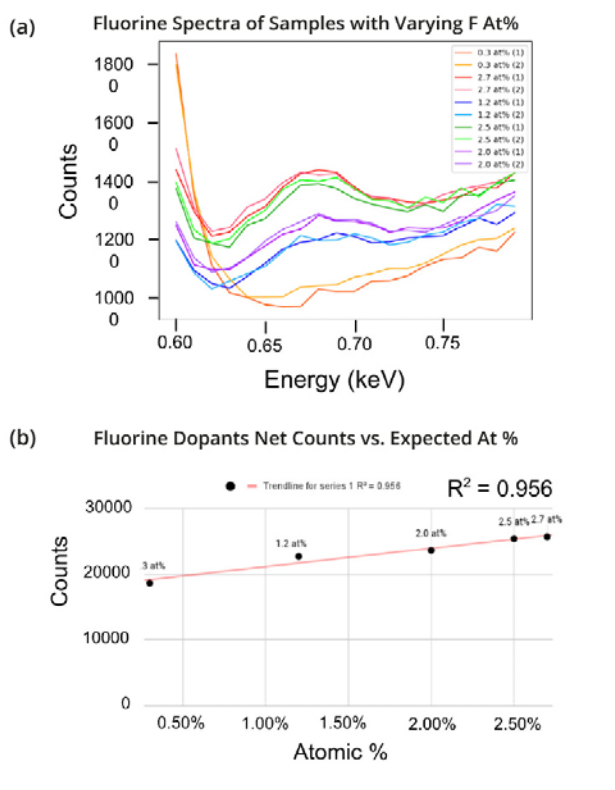 (a)
Fluorine Spectra of Samples with Varying F At%
0.3 at% (1)
0.3 at% (2)
2.7 at% (1)
2.7 at% (2)
1.2 at% (1)
1.2 at% (2)
2.5 at% (1)
2.5 at% (2)
2.0 at% (1)
2.0 at% (2)
1800
0
1600
0
1400
0
1200
0
1000
0
Counts
0.60 0.65 0.70 0.75
Energy (keV)
(b)
Fluorine Dopants Net Counts vs. Expected At %
Trendline for series 1 R² = 0.956
R² = 0.956
30000
20000
10000
0
Counts
3 at%
1.2 at%
2.0 at%
2.5 at% 2.7 at%
0.50% 1.00% 1.50% 2.00% 2.50%
Atomic %